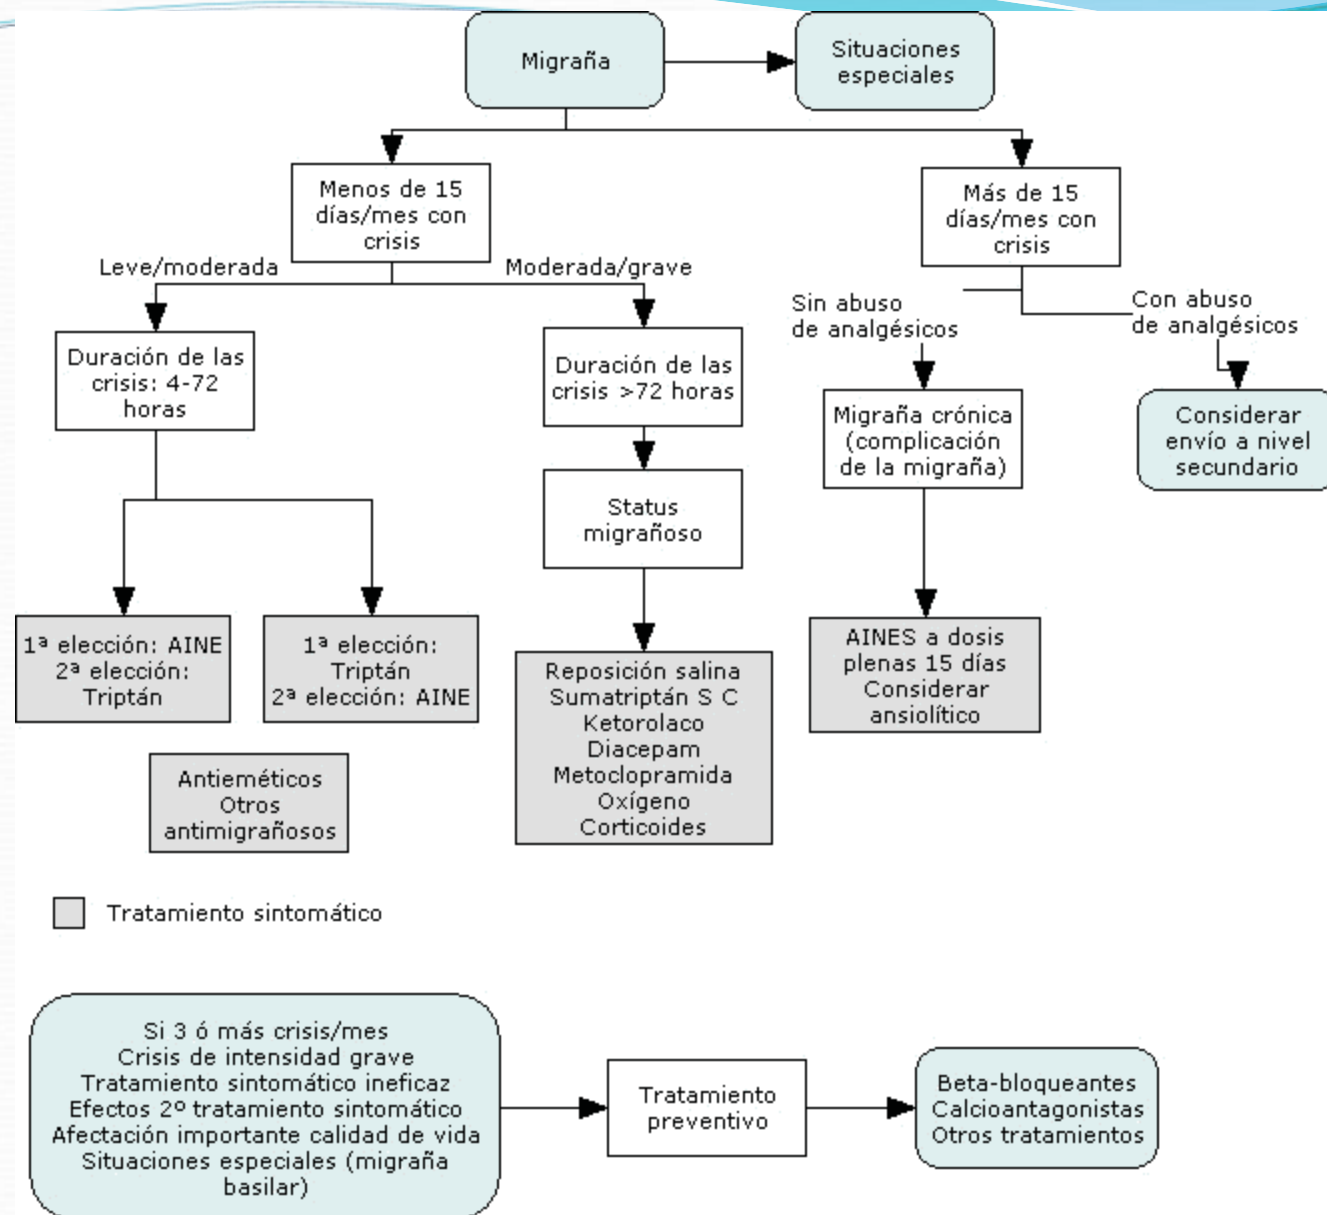 Migraña
Situaciones
especiales
Menos de 15
días/mes con
crisis
Más de 15
días/mes con
crisis
Leve/moderada
Moderada/grave
Sin abuso
de analgésicos
Con abuso
de analgésicos
Duración de las
crisis: 4-72
horas
Duración de las
crisis >72 horas
Migraña crónica
(complicación
de la migraña)
Considerar
envío a nivel
secundario
Status
migrañoso
1ª elección: AINE
2ª elección:
Triptán
1ª elección:
Triptán
2ª elección: AINE
Reposición salina
Sumatriptán S C
Ketorolaco
Diacepam
Metoclopramida
Oxígeno
Corticoides
AINES a dosis
plenas 15 días
Considerar
ansiolítico
Antieméticos
Otros
antimigrañosos
Tratamiento sintomático
Si 3 ó más crisis/mes
Crisis de intensidad grave
Tratamiento sintomático ineficaz
Efectos 2º tratamiento sintomático
Afectación importante calidad de vida
Situaciones especiales (migraña
basilar)
Tratamiento
preventivo
Beta-bloqueantes
Calcioantagonistas
Otros tratamientos